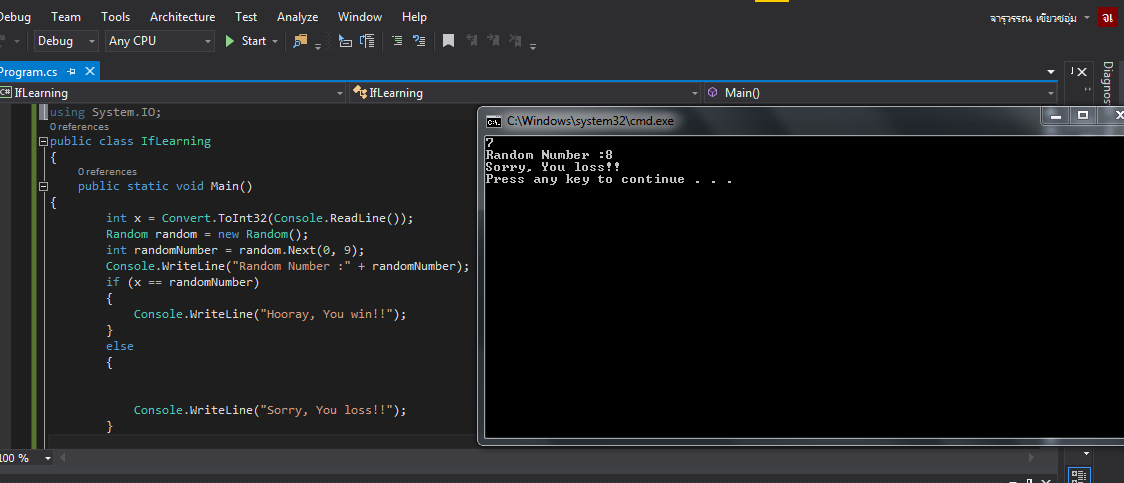 Debug Team Tools Architecture Test Analyze Window Help
จารุวรรณ เขียวชอุ่ม จเ
Debug Any CPU Start
Program.cs
Diagnos
C# IfLearning IfLearning Main()
using System.IO;
0 references
public class IfLearning
{
0 references
public static void Main()
{
int x = Convert.ToInt32(Console.ReadLine());
Random random = new Random();
int randomNumber = random.Next(0, 9);
Console.WriteLine("Random Number :" + randomNumber);
if (x == randomNumber)
{
Console.WriteLine("Hooray, You win!!");
}
else
{
Console.WriteLine("Sorry, You loss!!");
}
100 %
C:\Windows\system32\cmd.exe
7
Random Number :8
Sorry, You loss!!
Press any key to continue . . .